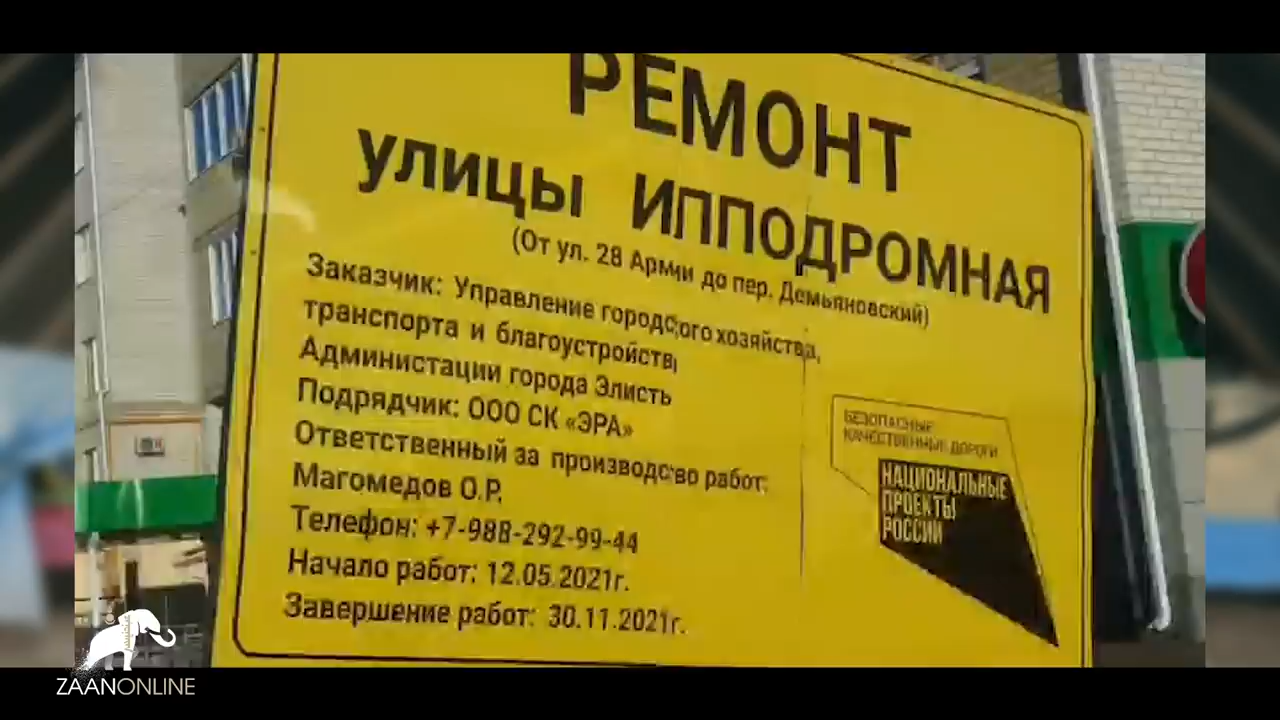 РЕМОНТ
УЛИЦЫ ИППОДРОМНАЯ
(От ул. 28 Армии до пер. Демьяновский)
Заказчик: Управление городского хозяйства,
транспорта и благоустройств
Администации города Элисть
Подрядчик: ООО СК «ЭРА»
Ответственный за производство работ:
Магомедов О.Р.
Телефон: +7-988-292-99-44
Начало работ: 12.05.2021г.
Завершение работ: 30.11.2021г.
БЕЗОПАСНЫЕ
КАЧЕСТВЕННЫЕ ДОРОГИ
НАЦИОНАЛЬНЫЕ
ПРОЕКТЫ
РОССИИ
ZAANONLINE